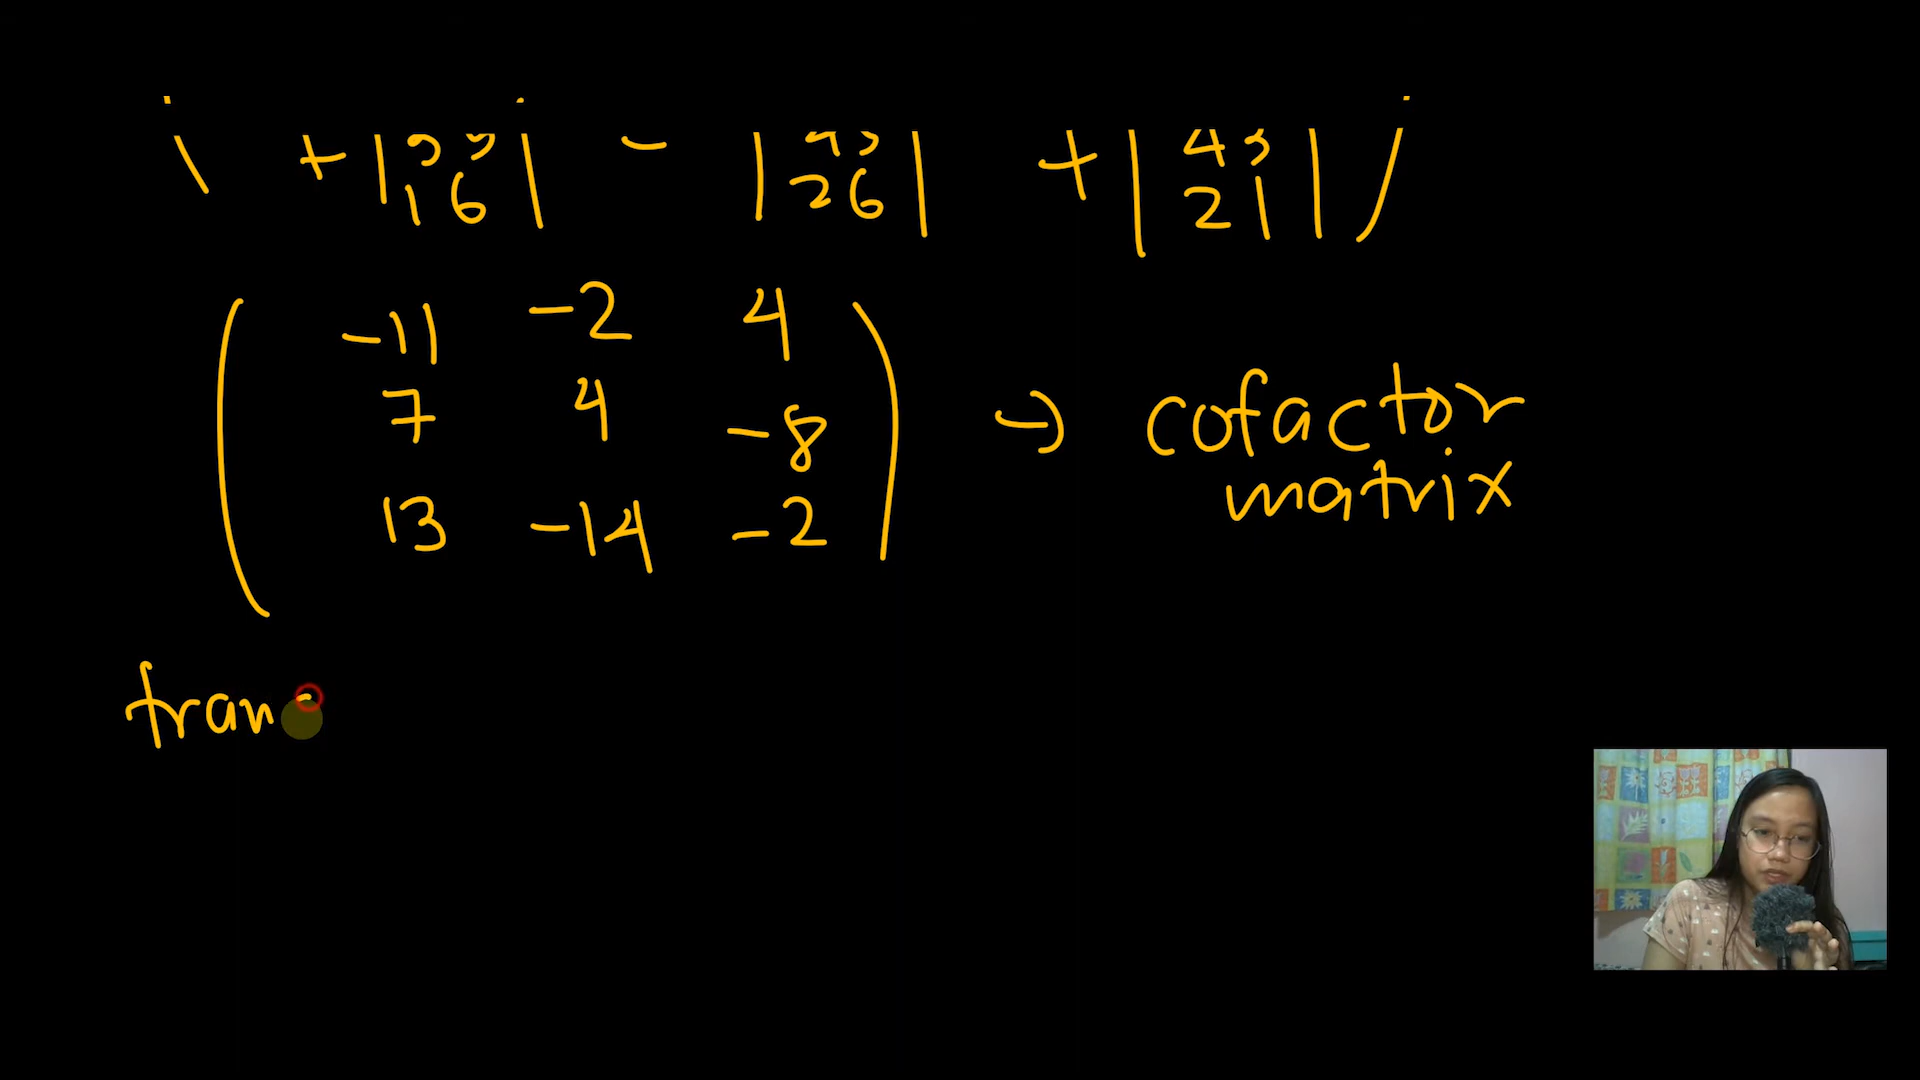 +| | - | | +| 4 3 | )
1 6 2 6 2 1
( -11 -2 4 )
7 4 -8 → cofactor
13 -14 -2 matrix
tran